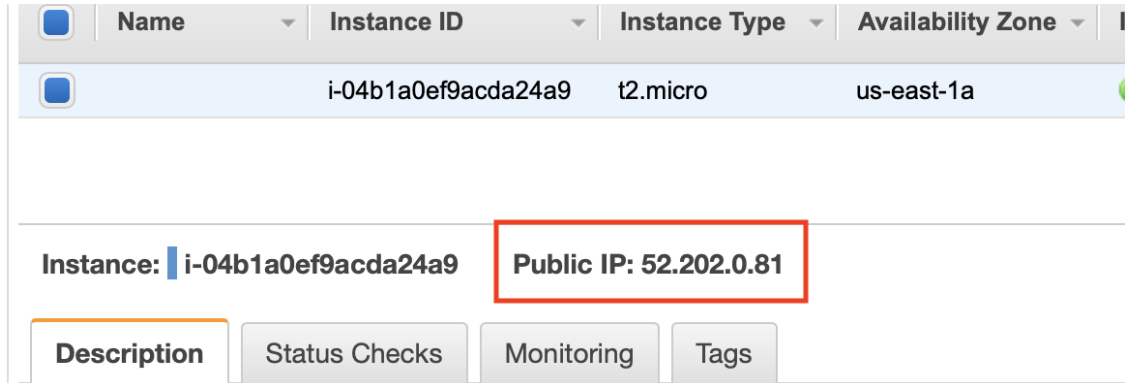 Name Instance ID Instance Type Availability Zone
i-04b1a0ef9acda24a9 t2.micro us-east-1a
Instance: i-04b1a0ef9acda24a9 Public IP: 52.202.0.81
Description Status Checks Monitoring Tags